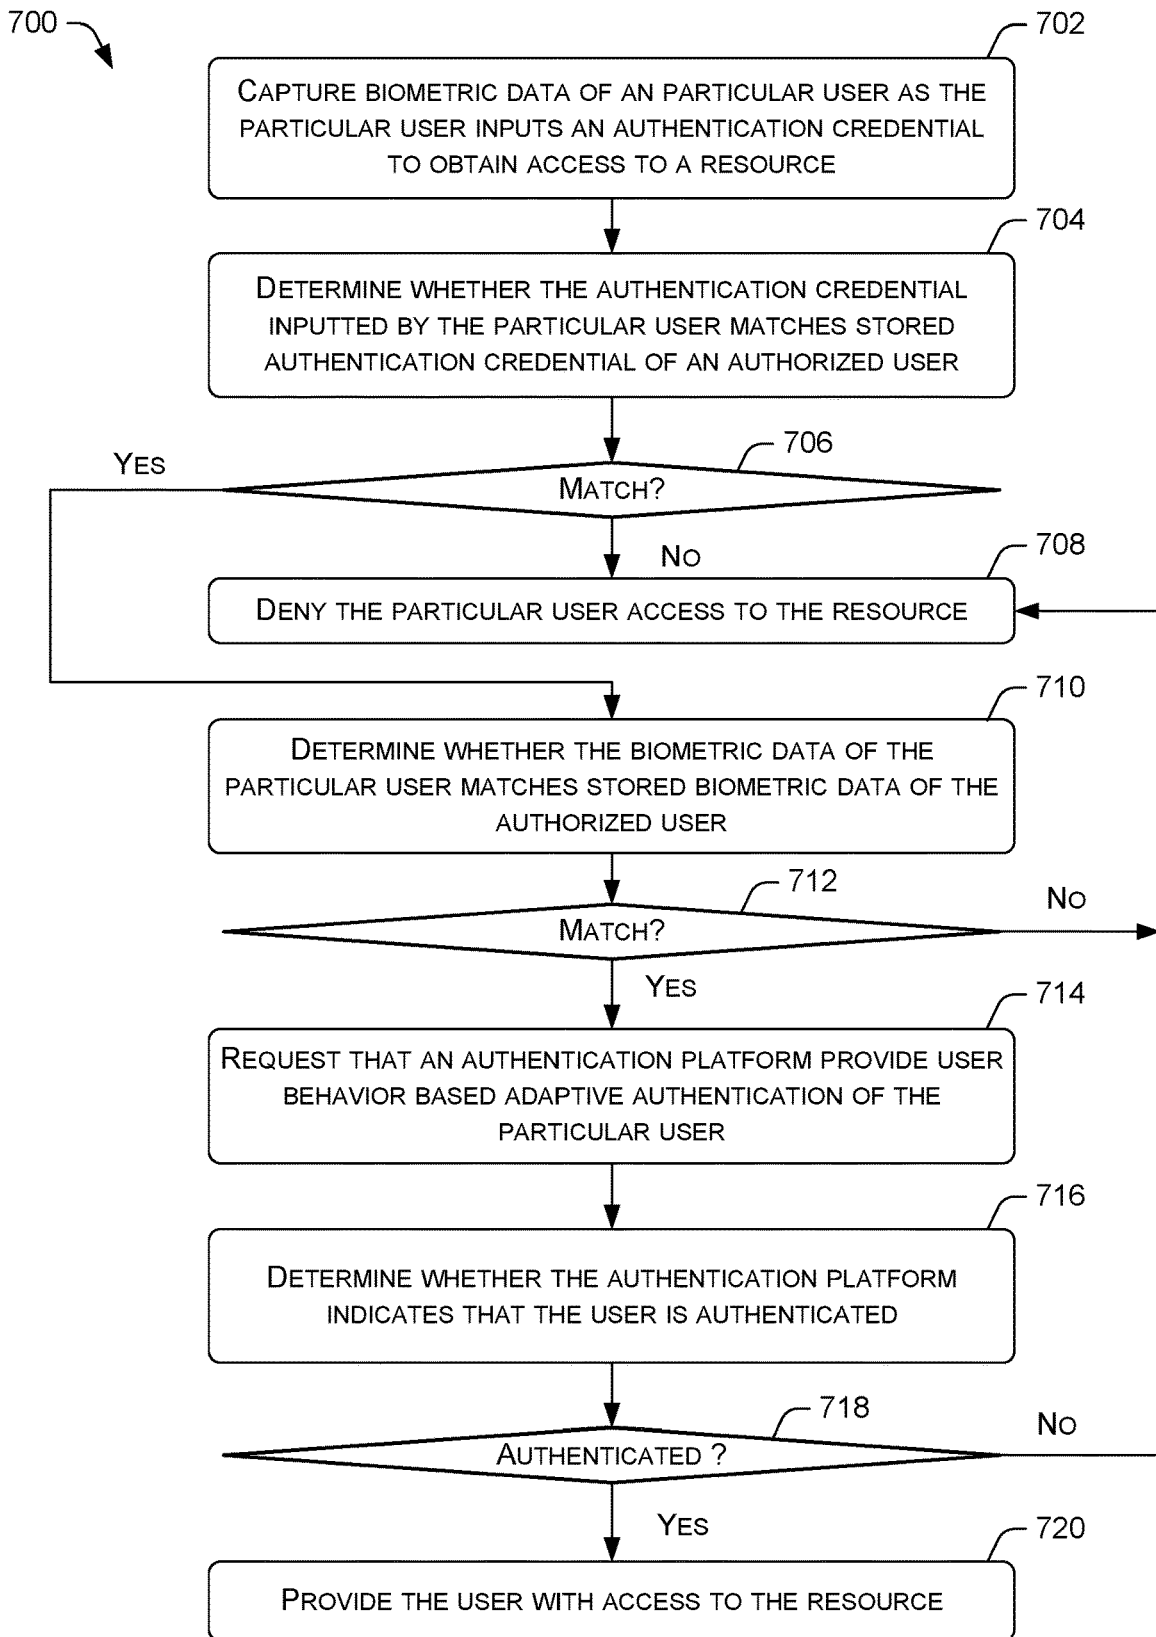 700
702
CAPTURE BIOMETRIC DATA OF AN PARTICULAR USER AS THE
PARTICULAR USER INPUTS AN AUTHENTICATION CREDENTIAL
TO OBTAIN ACCESS TO A RESOURCE
704
DETERMINE WHETHER THE AUTHENTICATION CREDENTIAL
INPUTTED BY THE PARTICULAR USER MATCHES STORED
AUTHENTICATION CREDENTIAL OF AN AUTHORIZED USER
706
YES
MATCH?
NO
708
DENY THE PARTICULAR USER ACCESS TO THE RESOURCE
710
DETERMINE WHETHER THE BIOMETRIC DATA OF THE
PARTICULAR USER MATCHES STORED BIOMETRIC DATA OF THE
AUTHORIZED USER
712
NO
MATCH?
YES
714
REQUEST THAT AN AUTHENTICATION PLATFORM PROVIDE USER
BEHAVIOR BASED ADAPTIVE AUTHENTICATION OF THE
PARTICULAR USER
716
DETERMINE WHETHER THE AUTHENTICATION PLATFORM
INDICATES THAT THE USER IS AUTHENTICATED
718
NO
AUTHENTICATED ?
YES
720
PROVIDE THE USER WITH ACCESS TO THE RESOURCE